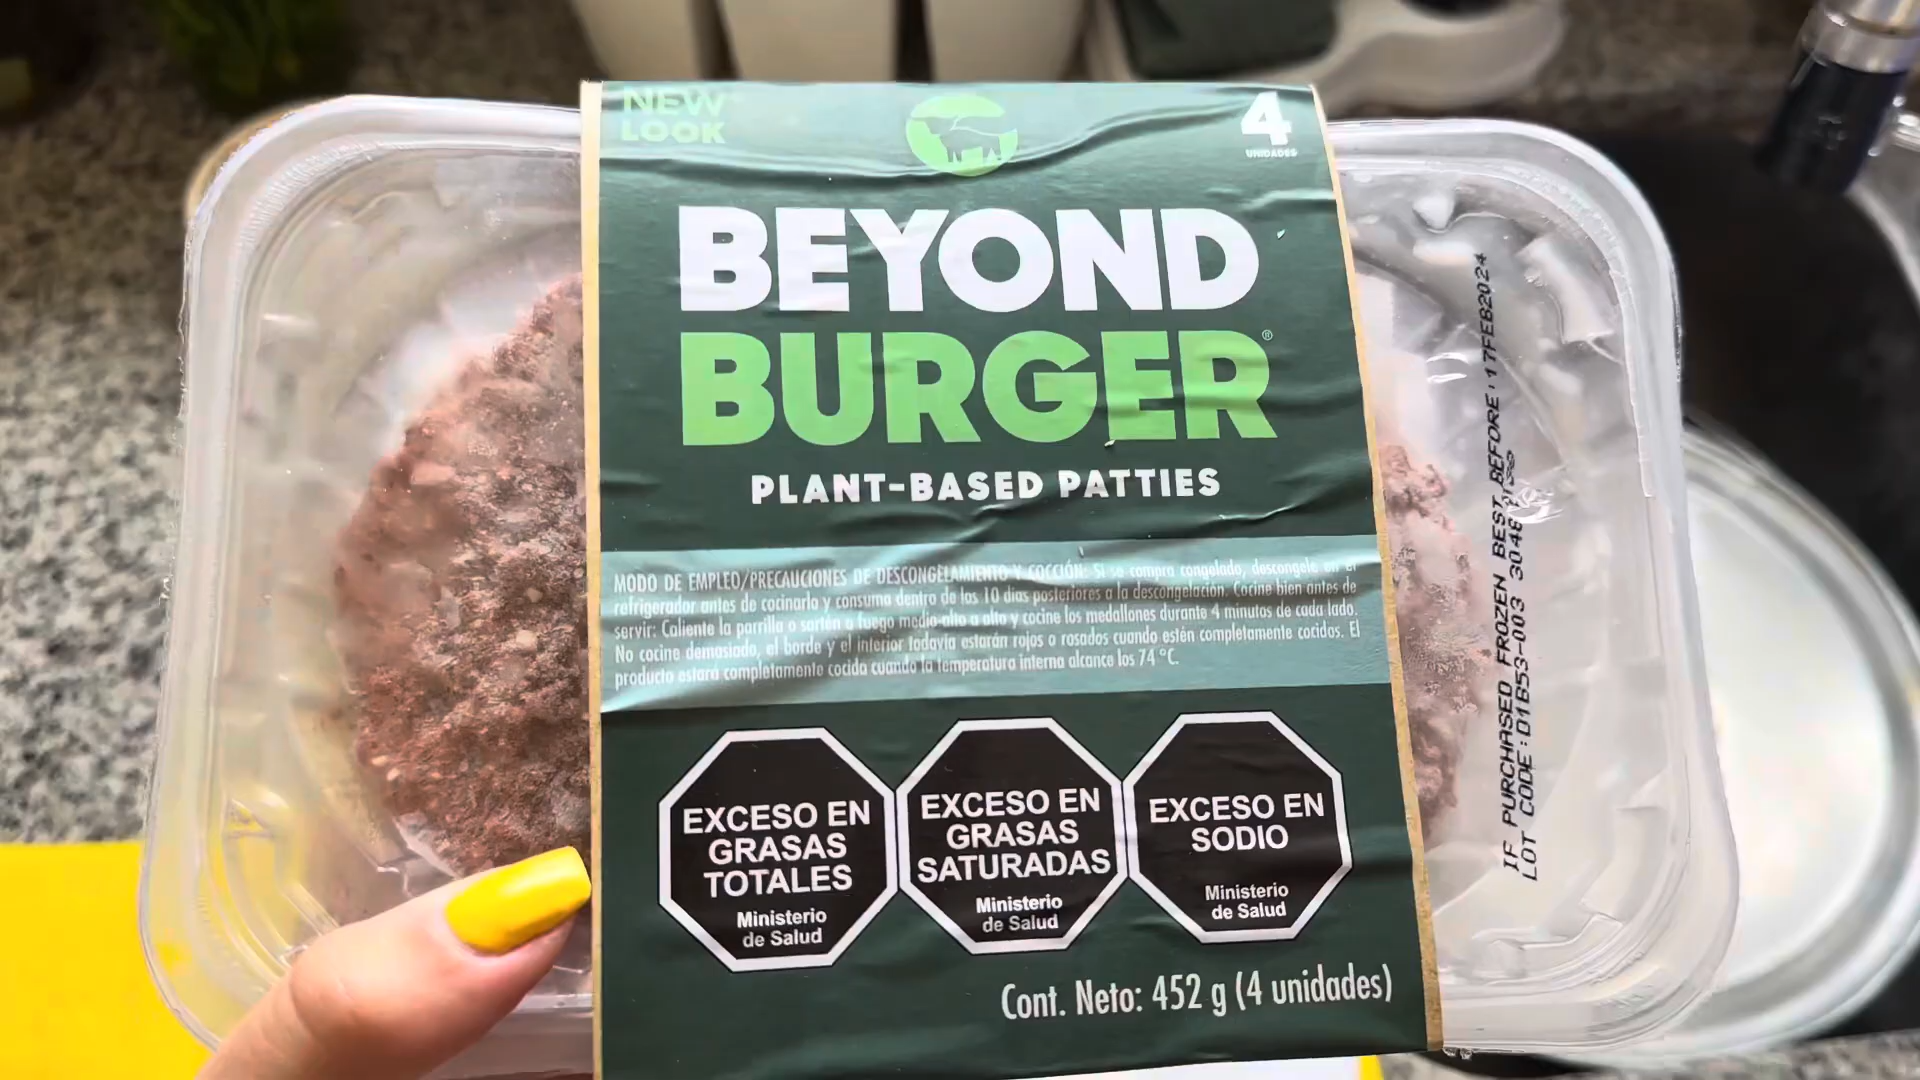 NEW
LOOK
4
UNIDADES
BEYOND
BURGER®
PLANT-BASED PATTIES
MODO DE EMPLEO/PRECAUCIONES DE DESCONGELAMIENTO Y COCCIÓN: Si se compra congelado, descongele en el
refrigerador antes de cocinarlo y consuma dentro de los 10 dias posteriores a la descongelación. Cocine bien antes de
servir: Caliente la parrilla o sartén a fuego medio-alto a alto y cocine los medallones durante 4 minutos de cada lado.
No cocine demasiado, el borde y el interior todavia estarán rojos o rosados cuando estén completamente cocidos. El
producto estará completamente cocido cuando la temperatura interna alcance los 74 °C.
EXCESO EN
GRASAS
TOTALES
Ministerio
de Salud
EXCESO EN
GRASAS
SATURADAS
Ministerio
de Salud
EXCESO EN
SODIO
Ministerio
de Salud
Cont. Neto: 452 g (4 unidades)
IF PURCHASED FROZEN BEST BEFORE: 17FEB2024
LOT CODE: D1B53-003 3048